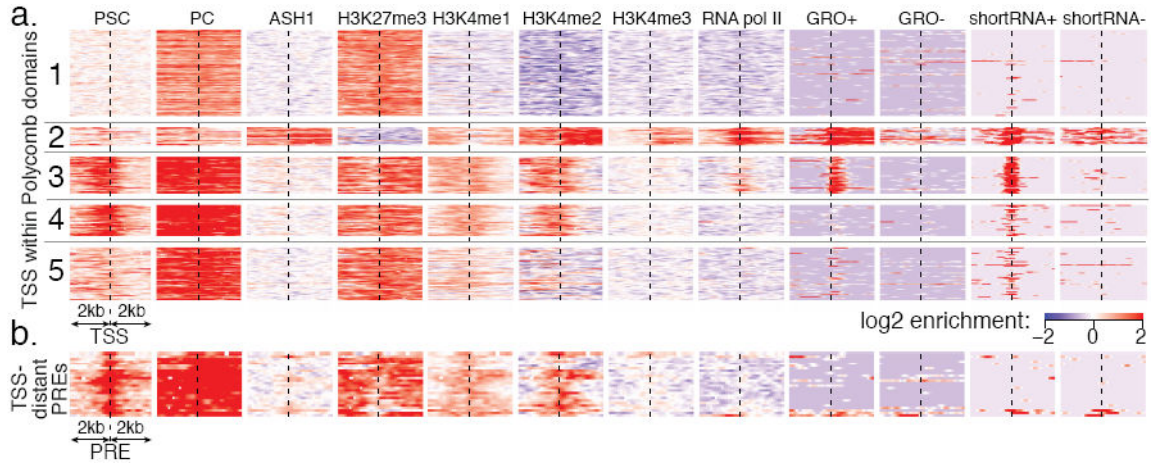 a.
PSC PC ASH1 H3K27me3 H3K4me1 H3K4me2 H3K4me3 RNA pol II GRO+ GRO- shortRNA+ shortRNA-
TSS within Polycomb domains
1
2
3
4
5
2kb 2kb
TSS
log2 enrichment:
-2 0 2
b.
TSS-
distant
PREs
2kb 2kb
PRE